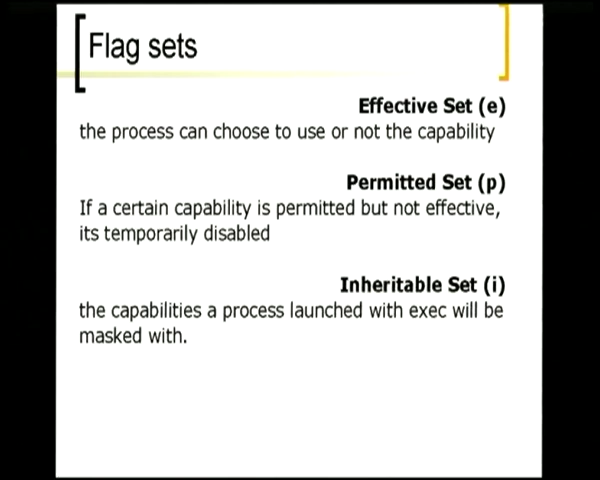 Flag sets
Effective Set (e)
the process can choose to use or not the capability
Permitted Set (p)
If a certain capability is permitted but not effective,
its temporarily disabled
Inheritable Set (i)
the capabilities a process launched with exec will be
masked with.